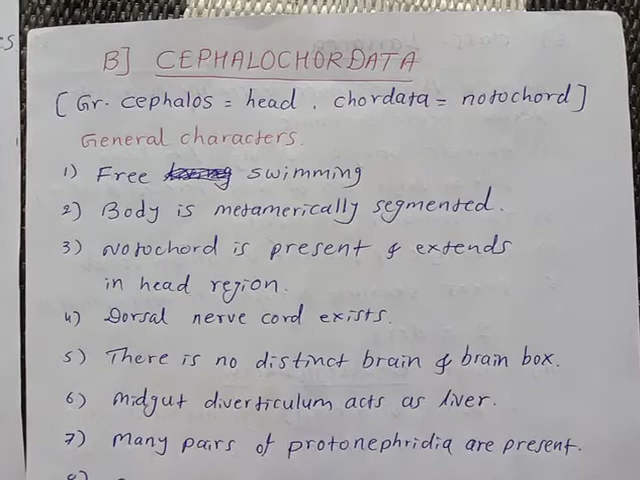 B] CEPHALOCHORDATA
[Gr. cephalos = head, chordata = notochord]
General characters.
1) Free swimming
2) Body is metamerically segmented.
3) Notochord is present & extends
in head region.
4) Dorsal nerve cord exists.
5) There is no distinct brain & brain box.
6) Midgut diverticulum acts as liver.
7) Many pairs of protonephridia are present.